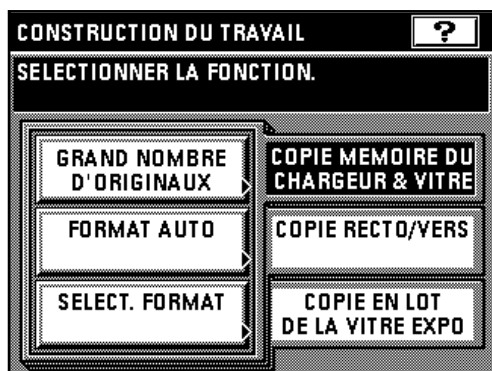 CONSTRUCTION DU TRAVAIL ?
SELECTIONNER LA FONCTION.
GRAND NOMBRE
D'ORIGINAUX
FORMAT AUTO
SELECT. FORMAT
COPIE MEMOIRE DU
CHARGEUR & VITRE
COPIE RECTO/VERS
COPIE EN LOT
DE LA VITRE EXPO